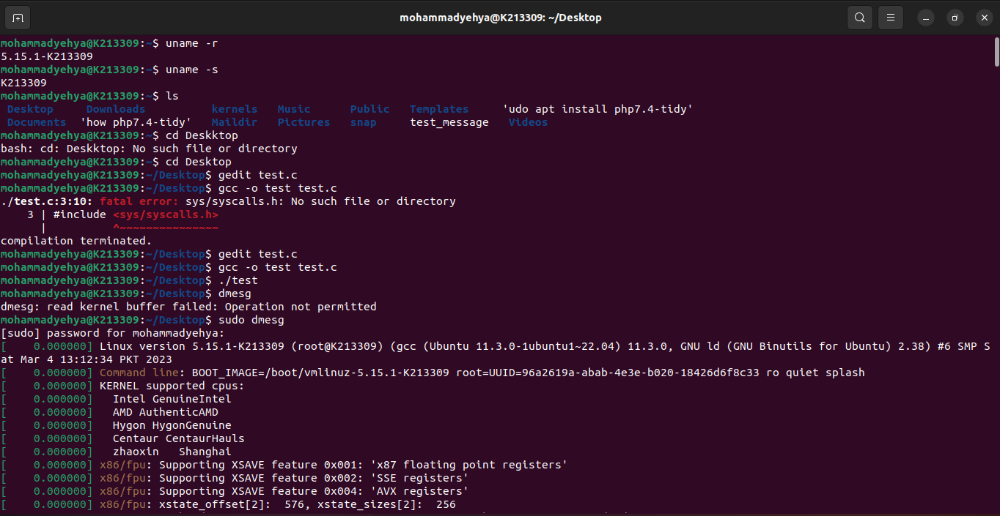 mohammadyehya@K213309: ~/Desktop
mohammadyehya@K213309:~$ uname -r
5.15.1-K213309
mohammadyehya@K213309:~$ uname -s
K213309
mohammadyehya@K213309:~$ ls
Desktop Downloads kernels Music Public Templates 'udo apt install php7.4-tidy'
Documents 'how php7.4-tidy' Maildir Pictures snap test_message Videos
mohammadyehya@K213309:~$ cd Deskktop
bash: cd: Deskktop: No such file or directory
mohammadyehya@K213309:~$ cd Desktop
mohammadyehya@K213309:~/Desktop$ gedit test.c
mohammadyehya@K213309:~/Desktop$ gcc -o test test.c
./test.c:3:10: fatal error: sys/syscalls.h: No such file or directory
    3 | #include <sys/syscalls.h>
      |          ^~~~~~~~~~~~~~~~
compilation terminated.
mohammadyehya@K213309:~/Desktop$ gedit test.c
mohammadyehya@K213309:~/Desktop$ gcc -o test test.c
mohammadyehya@K213309:~/Desktop$ ./test
mohammadyehya@K213309:~/Desktop$ dmesg
dmesg: read kernel buffer failed: Operation not permitted
mohammadyehya@K213309:~/Desktop$ sudo dmesg
[sudo] password for mohammadyehya:
[    0.000000] Linux version 5.15.1-K213309 (root@K213309) (gcc (Ubuntu 11.3.0-1ubuntu1~22.04) 11.3.0, GNU ld (GNU Binutils for Ubuntu) 2.38) #6 SMP S
at Mar 4 13:12:34 PKT 2023
[    0.000000] Command line: BOOT_IMAGE=/boot/vmlinuz-5.15.1-K213309 root=UUID=96a2619a-abab-4e3e-b020-18426d6f8c33 ro quiet splash
[    0.000000] KERNEL supported cpus:
[    0.000000]   Intel GenuineIntel
[    0.000000]   AMD AuthenticAMD
[    0.000000]   Hygon HygonGenuine
[    0.000000]   Centaur CentaurHauls
[    0.000000]   zhaoxin   Shanghai
[    0.000000] x86/fpu: Supporting XSAVE feature 0x001: 'x87 floating point registers'
[    0.000000] x86/fpu: Supporting XSAVE feature 0x002: 'SSE registers'
[    0.000000] x86/fpu: Supporting XSAVE feature 0x004: 'AVX registers'
[    0.000000] x86/fpu: xstate_offset[2]:  576, xstate_sizes[2]:  256